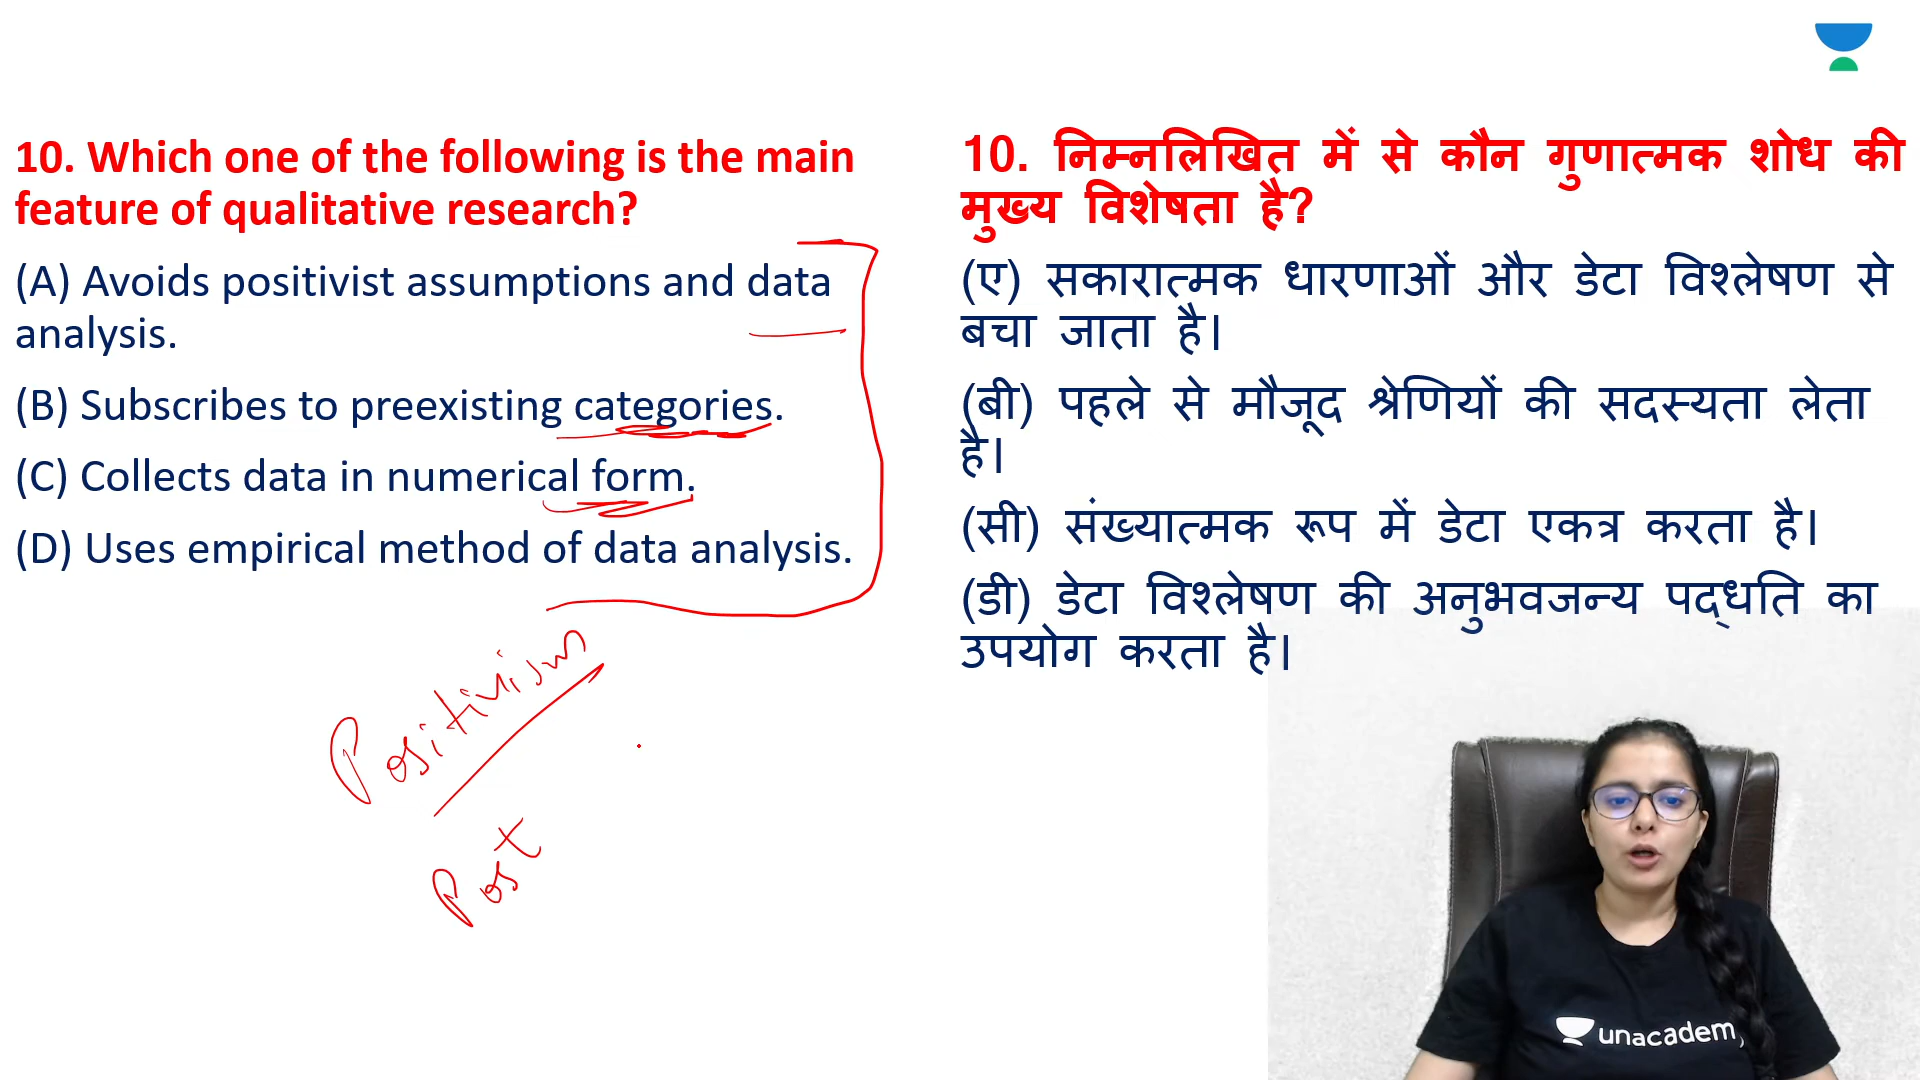 10. Which one of the following is the main
feature of qualitative research?
(A) Avoids positivist assumptions and data
analysis.
(B) Subscribes to preexisting categories.
(C) Collects data in numerical form.
(D) Uses empirical method of data analysis.
Positivism
Post
10. निम्नलिखित में से कौन गुणात्मक शोध की
मुख्य विशेषता है?
(ए) सकारात्मक धारणाओं और डेटा विश्लेषण से
बचा जाता है।
(बी) पहले से मौजूद श्रेणियों की सदस्यता लेता
है।
(सी) संख्यात्मक रूप में डेटा एकत्र करता है।
(डी) डेटा विश्लेषण की अनुभवजन्य पद्धति का
उपयोग करता है।
unacadem